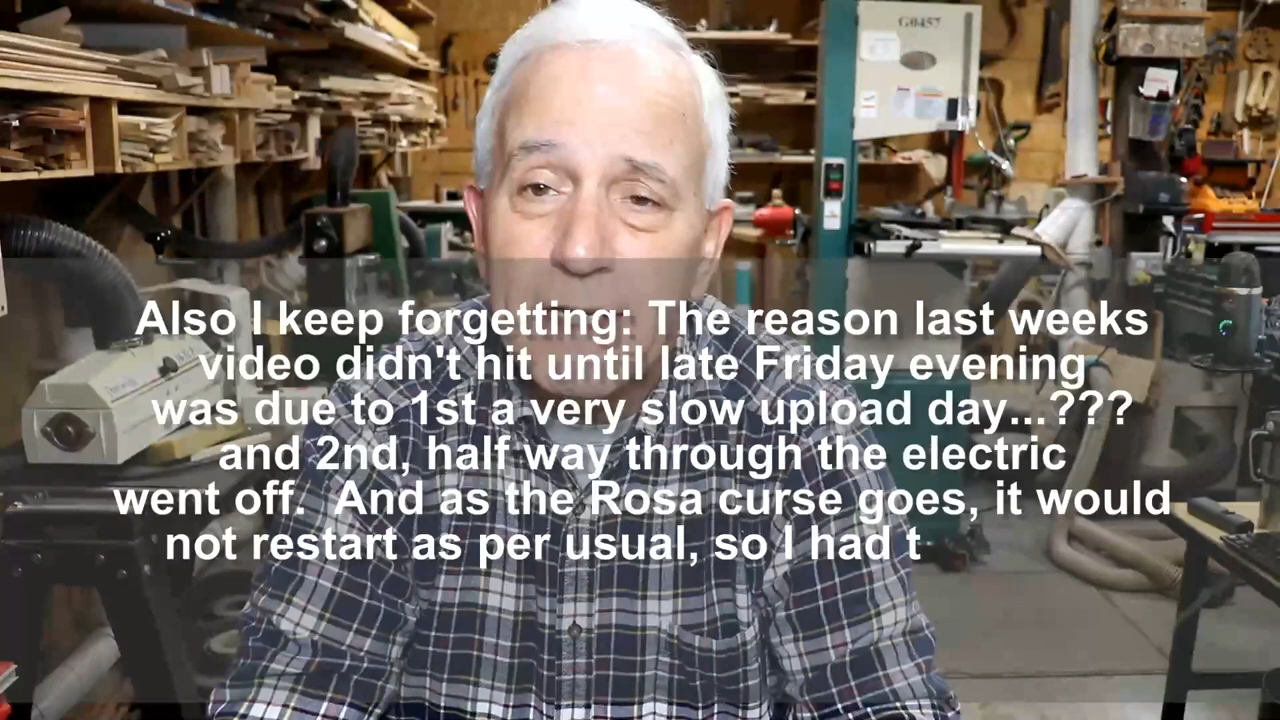 G0457
Also I keep forgetting: The reason last weeks
video didn't hit until late Friday evening
was due to 1st a very slow upload day...???
and 2nd, half way through the electric
went off.  And as the Rosa curse goes, it would
not restart as per usual, so I had t